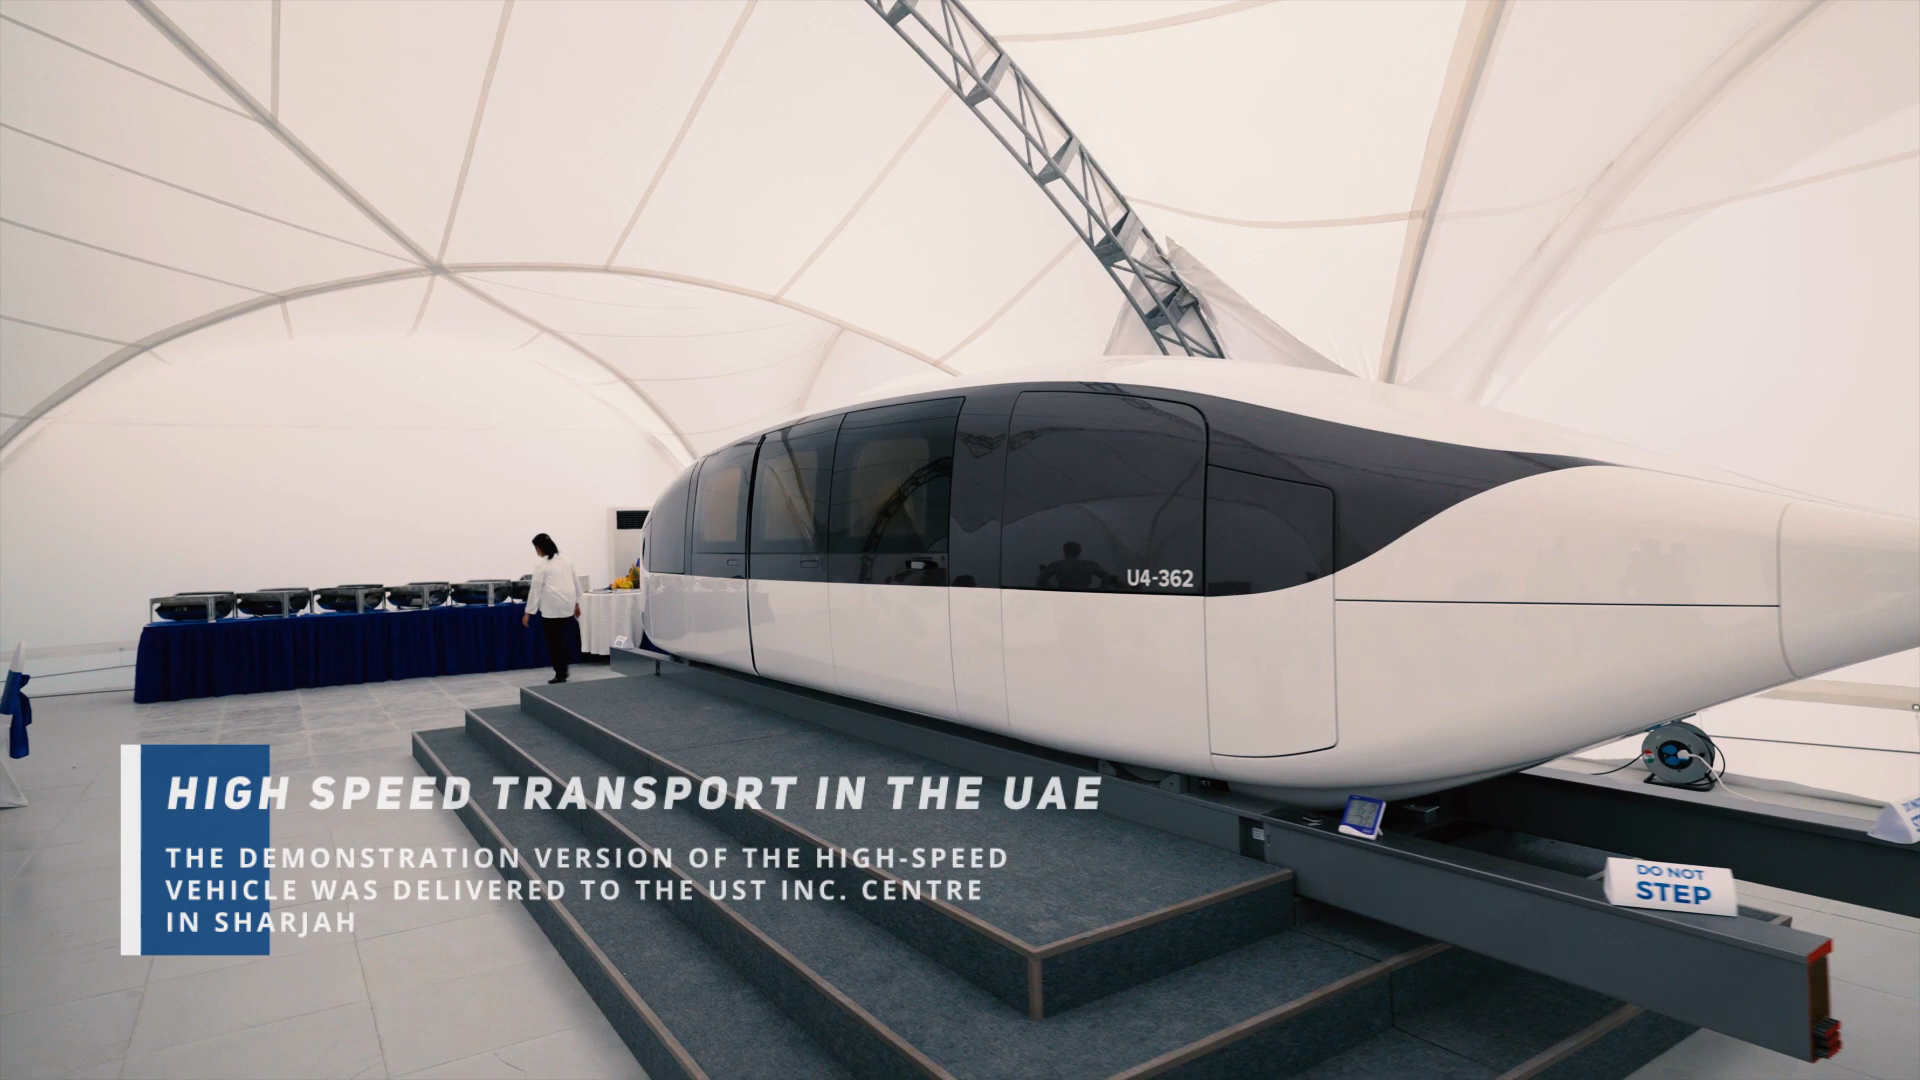 U4-362
HIGH SPEED TRANSPORT IN THE UAE
THE DEMONSTRATION VERSION OF THE HIGH-SPEED
VEHICLE WAS DELIVERED TO THE UST INC. CENTRE
IN SHARJAH
DO NOT
STEP